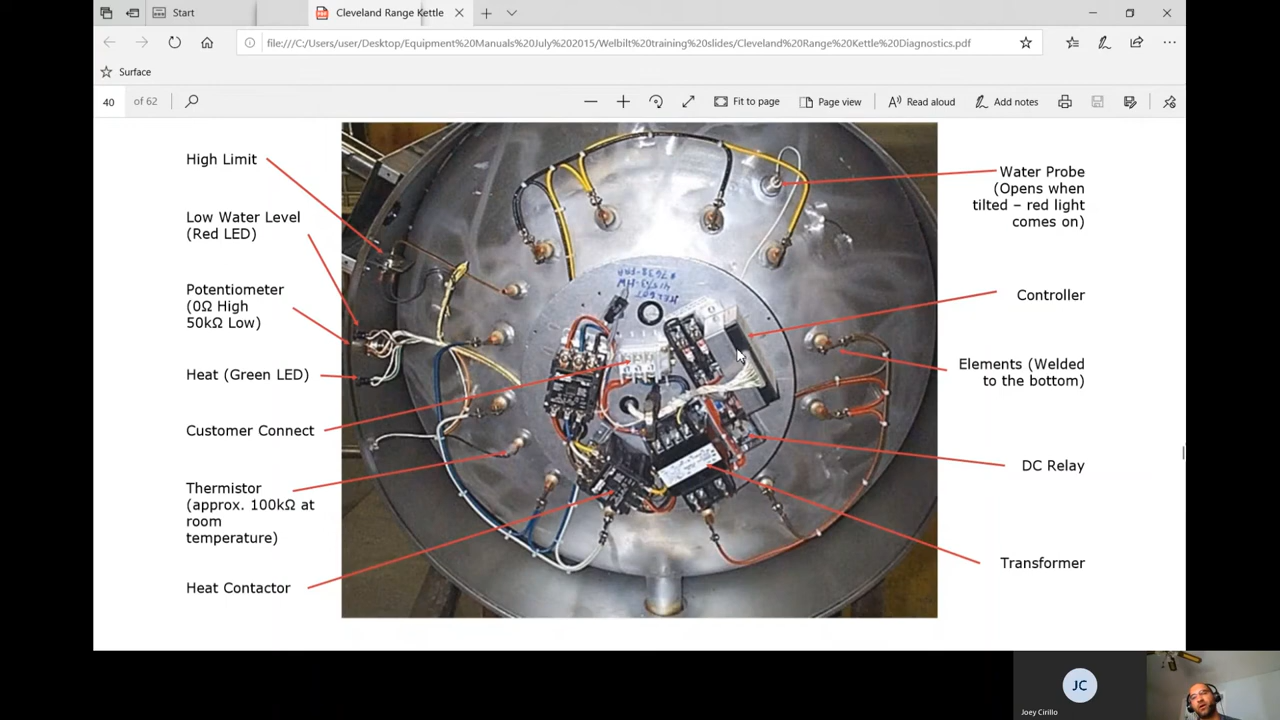 Start
Cleveland Range Kettle
file:///C:/Users/user/Desktop/Equipment%20Manuals%20July%202015/Welbilt%20training%20slides/Cleveland%20Range%20Kettle%20Diagnostics.pdf
Surface
40 of 62
Fit to page
Page view
Read aloud
Add notes
High Limit
Low Water Level
(Red LED)
Potentiometer
(0Ω High
50kΩ Low)
Heat (Green LED)
Customer Connect
Thermistor
(approx. 100kΩ at
room
temperature)
Heat Contactor
Water Probe
(Opens when
tilted – red light
comes on)
Controller
Elements (Welded
to the bottom)
DC Relay
Transformer
JC
Joey Cirillo